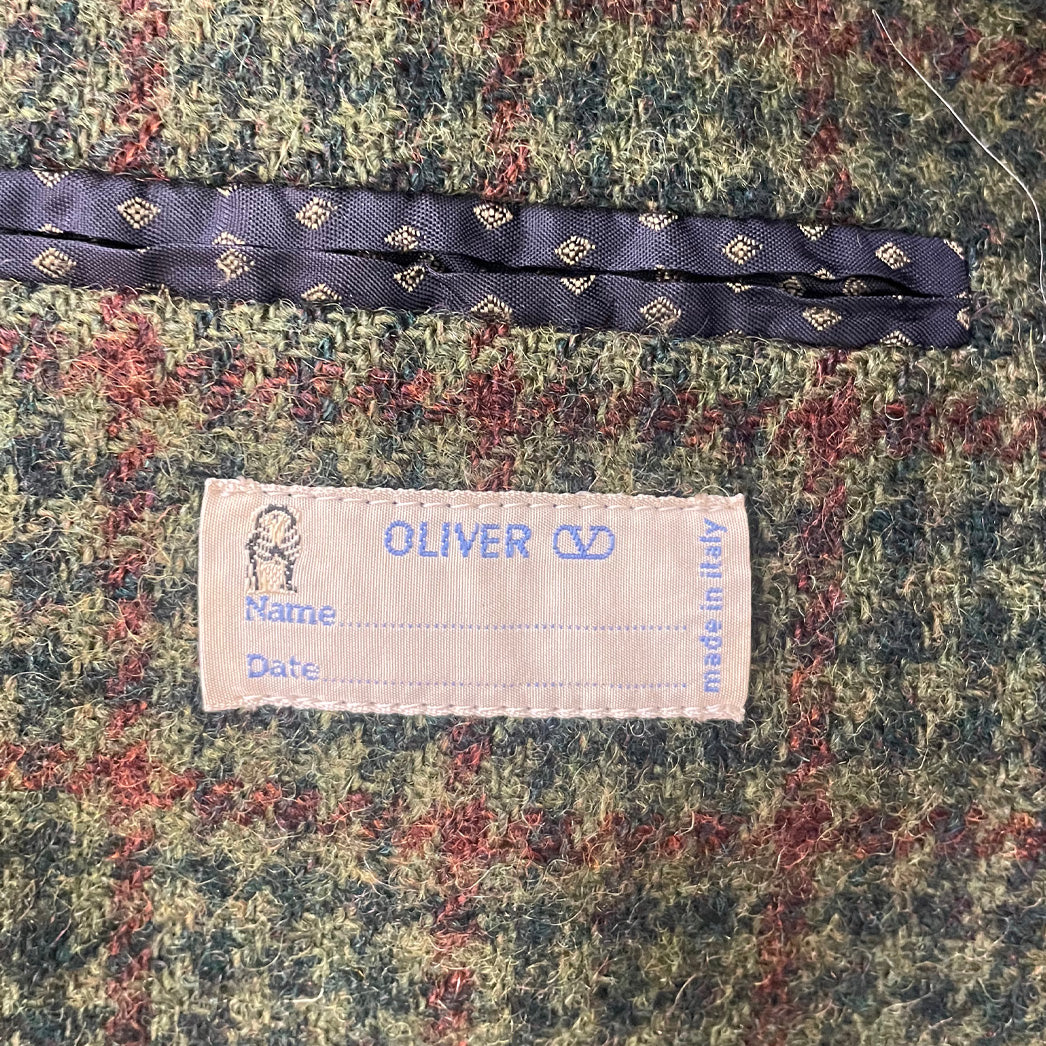 OLIVER V
Name
Date
made in italy